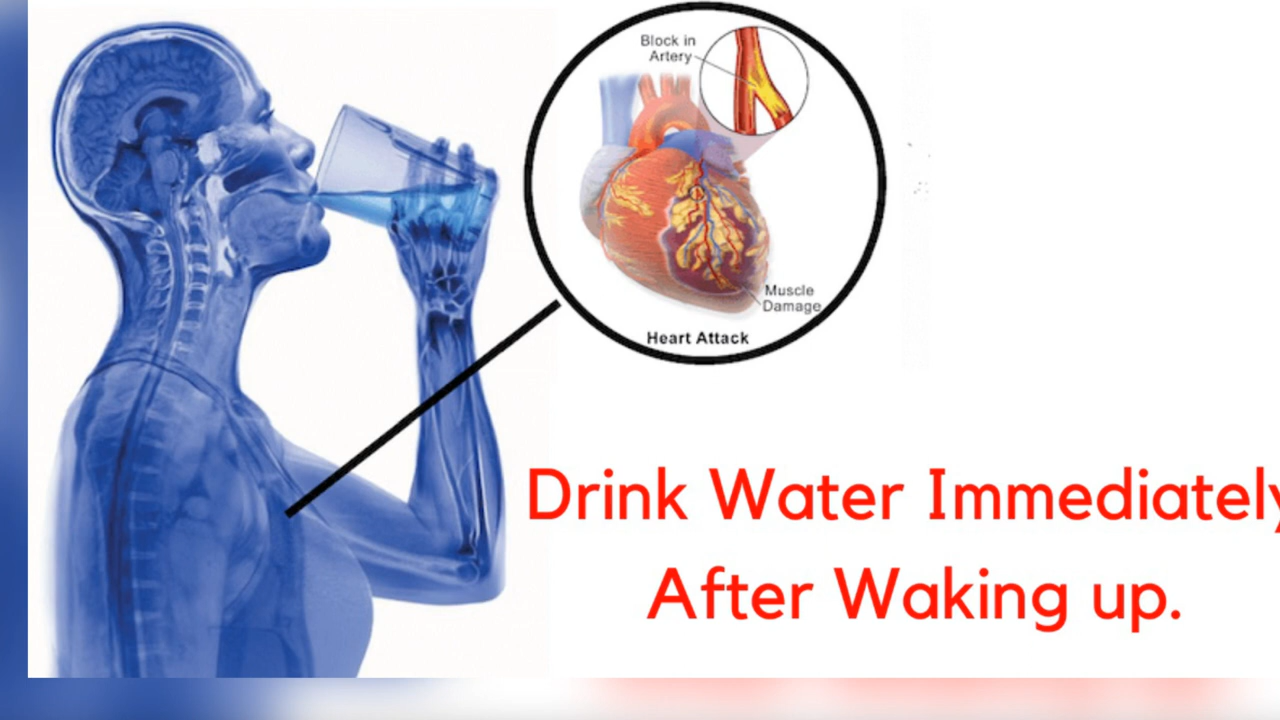 Block in
Artery
Muscle
Damage
Heart Attack
Drink Water Immediately
After Waking up.